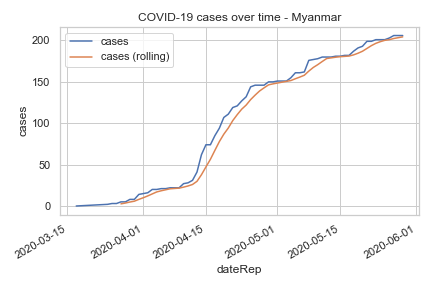 COVID-19 cases over time - Myanmar
cases
cases (rolling)
cases
200
150
100
50
0
2020-03-15
2020-04-01
2020-04-15
2020-05-01
2020-05-15
2020-06-01
dateRep